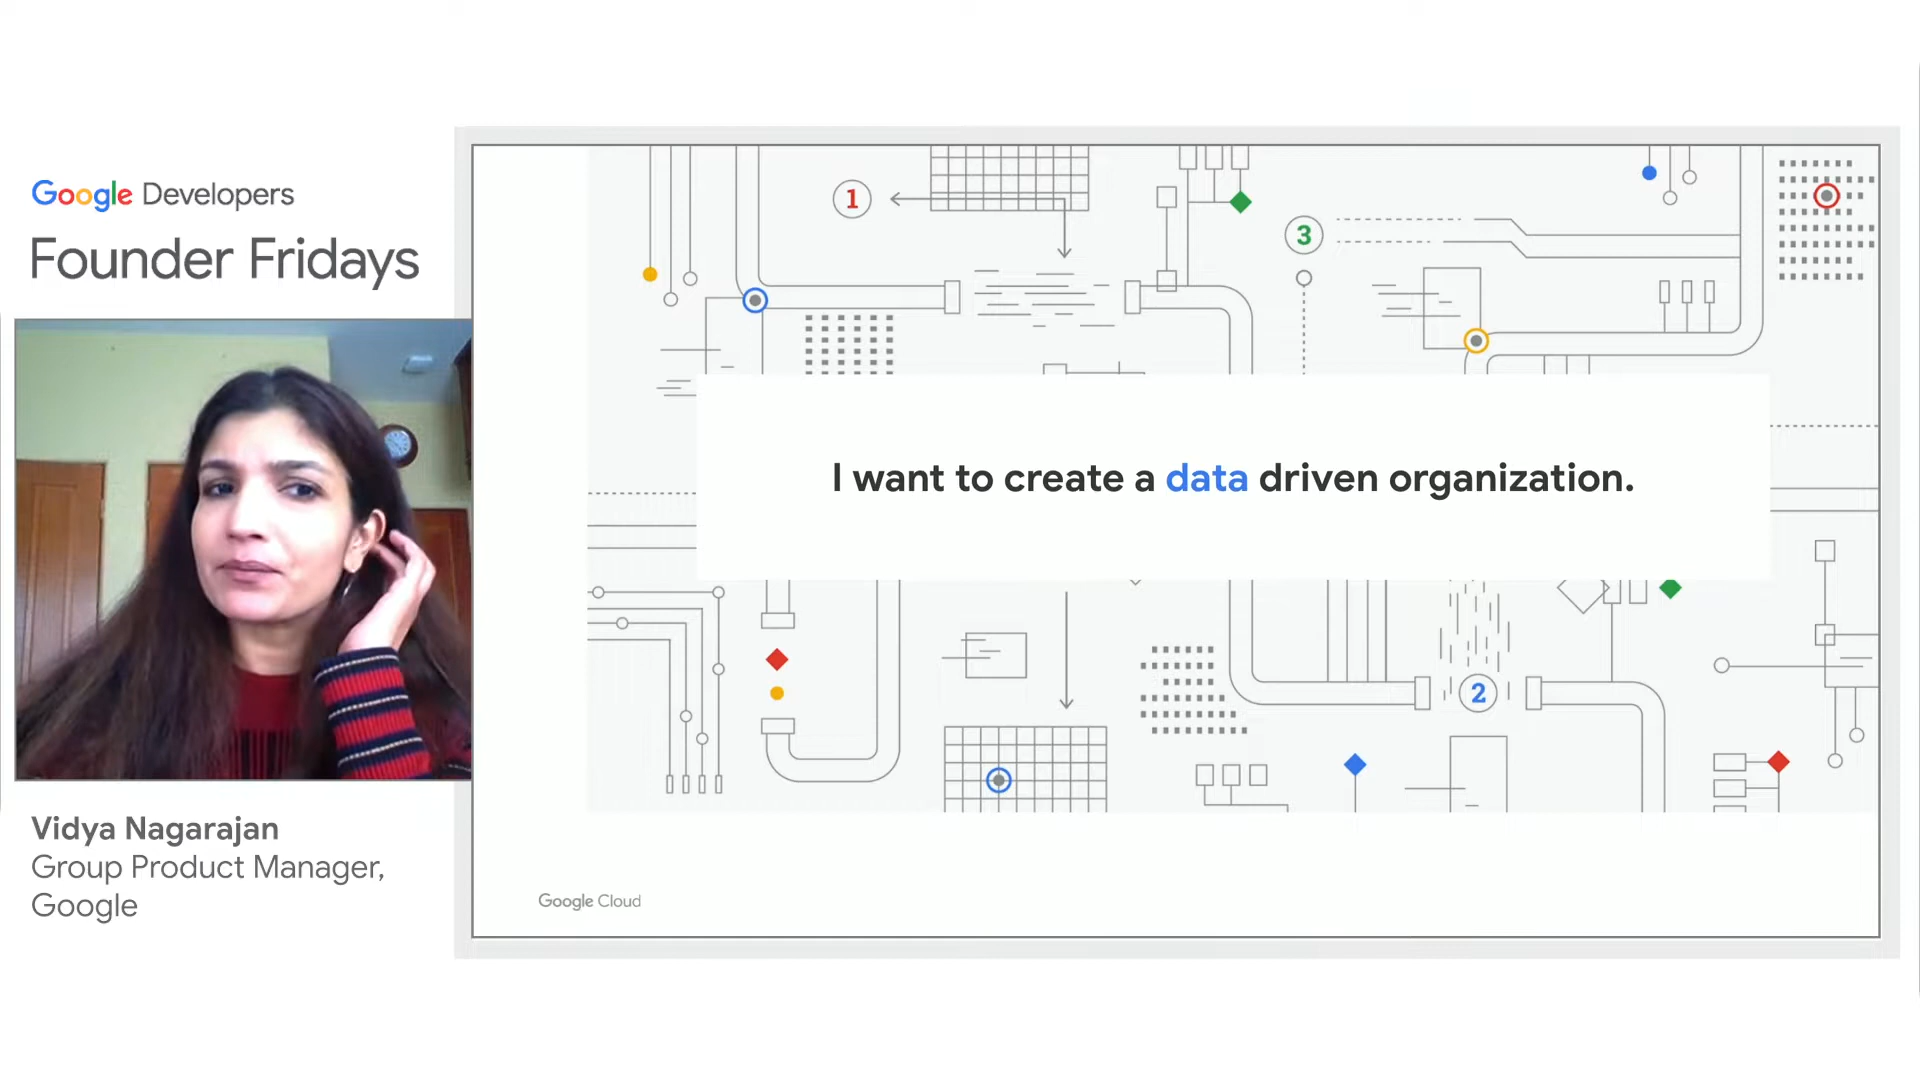 Google Developers
Founder Fridays
Vidya Nagarajan
Group Product Manager,
Google
1
3
I want to create a data driven organization.
2
Google Cloud